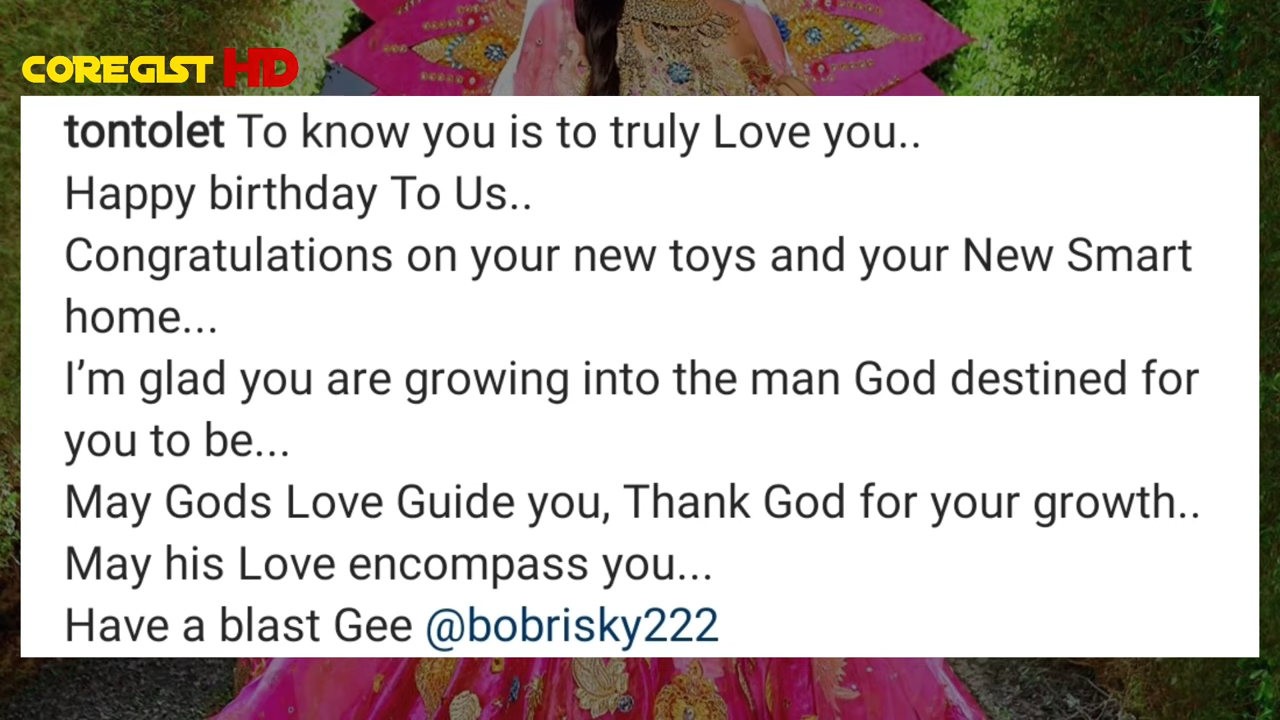 COREGIST HD
tontolet To know you is to truly Love you..
Happy birthday To Us..
Congratulations on your new toys and your New Smart
home...
I’m glad you are growing into the man God destined for
you to be...
May Gods Love Guide you, Thank God for your growth..
May his Love encompass you...
Have a blast Gee @bobrisky222